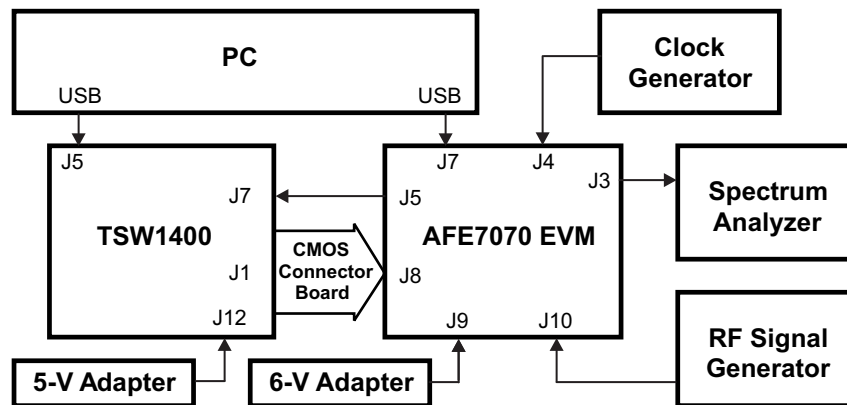 PC
USB
USB
Clock
Generator
J5
J7
TSW1400
J1
J12
CMOS
Connector
Board
J7
J4
J3
J5
AFE7070 EVM
J8
J9
J10
Spectrum
Analyzer
RF Signal
Generator
5-V Adapter
6-V Adapter